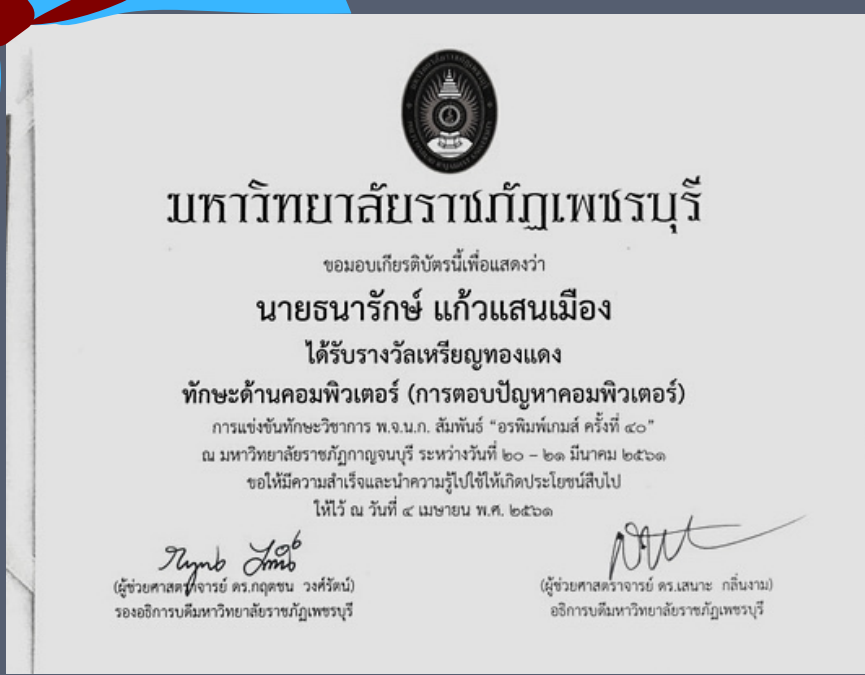 มหาวิทยาลัยราชภัฏเพชรบุรี
ขอมอบเกียรติบัตรนี้เพื่อแสดงว่า
นายธนารักษ์ แก้วแสนเมือง
ได้รับรางวัลเหรียญทองแดง
ทักษะด้านคอมพิวเตอร์ (การตอบปัญหาคอมพิวเตอร์)
การแข่งขันทักษะวิชาการ พ.จ.น.ก. สัมพันธ์ "อรพิมพ์เกมส์ ครั้งที่ ๔๐"
ณ มหาวิทยาลัยราชภัฏกาญจนบุรี ระหว่างวันที่ ๒๐ – ๒๑ มีนาคม ๒๕๖๑
ขอให้มีความสำเร็จและนำความรู้ไปใช้ให้เกิดประโยชน์สืบไป
ให้ไว้ ณ วันที่ ๔ เมษายน พ.ศ. ๒๕๖๑
(ผู้ช่วยศาสตราจารย์ ดร.กฤตชน วงศ์รัตน์)
รองอธิการบดีมหาวิทยาลัยราชภัฏเพชรบุรี
(ผู้ช่วยศาสตราจารย์ ดร.เสนาะ กลิ่นงาม)
อธิการบดีมหาวิทยาลัยราชภัฏเพชรบุรี